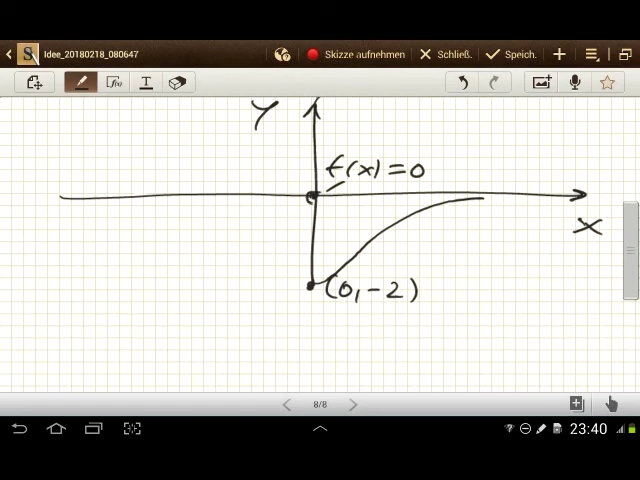 Idee_20180218_080647
Skizze aufnehmen
Schließ.
Speich.
f(x)
T
Y
f(x) = 0
X
(0, -2)
8/8
23:40